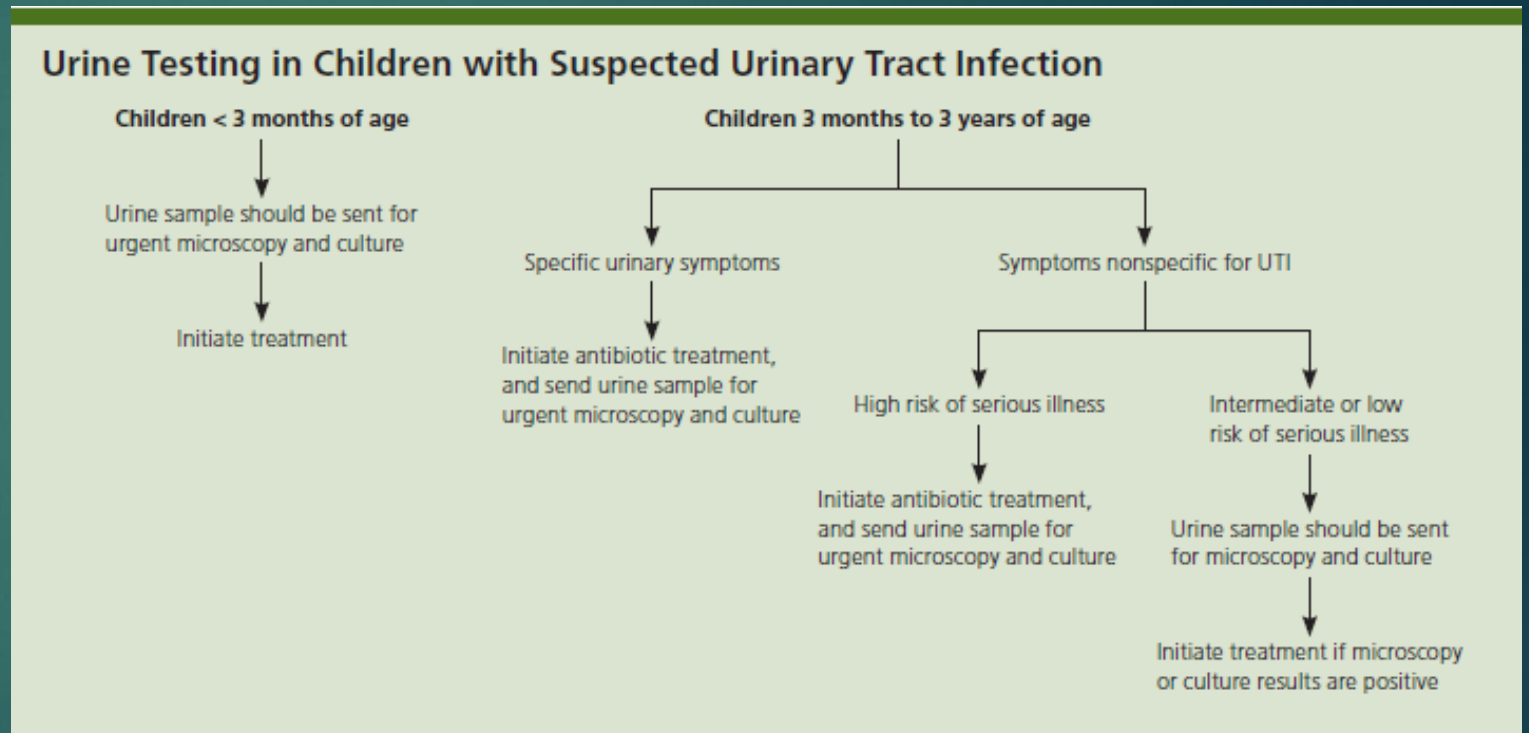 Urine Testing in Children with Suspected Urinary Tract Infection
Children < 3 months of age
Urine sample should be sent for
urgent microscopy and culture
Initiate treatment
Children 3 months to 3 years of age
Specific urinary symptoms
Initiate antibiotic treatment,
and send urine sample for
urgent microscopy and culture
Symptoms nonspecific for UTI
High risk of serious illness
Initiate antibiotic treatment,
and send urine sample for
urgent microscopy and culture
Intermediate or low
risk of serious illness
Urine sample should be sent
for microscopy and culture
Initiate treatment if microscopy
or culture results are positive